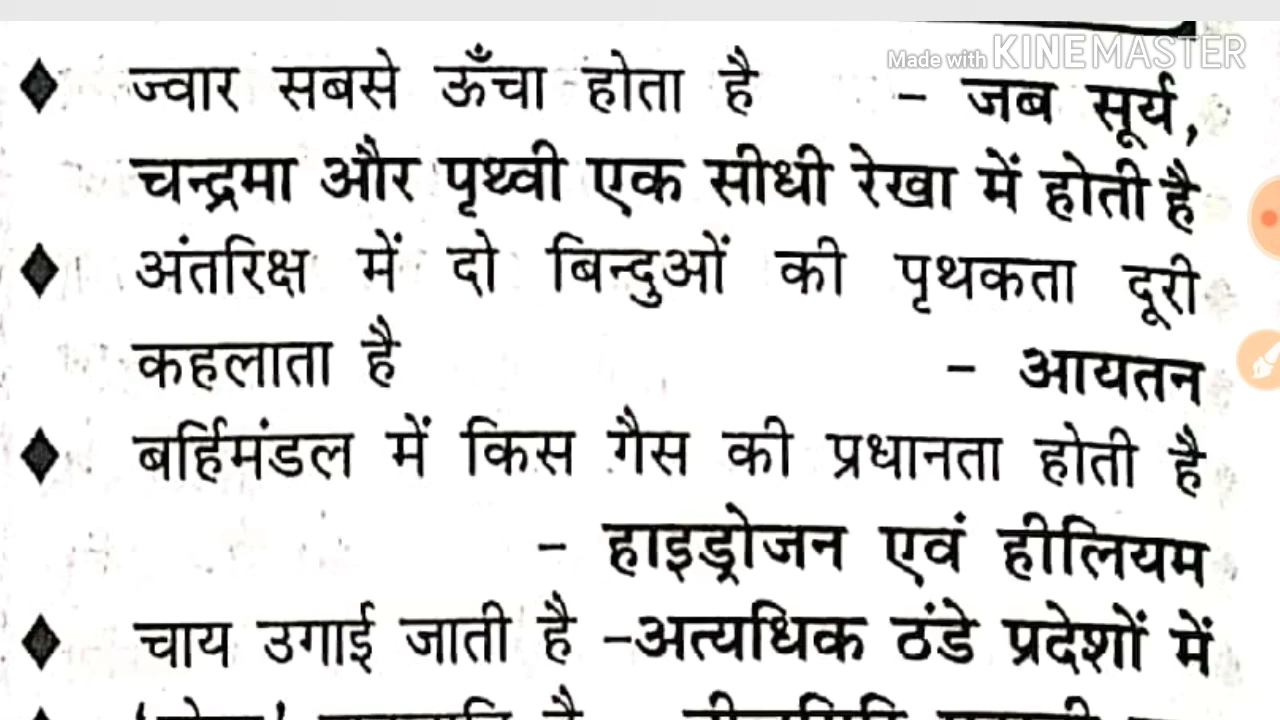 Made with KINEMASTER
♦ ज्वार सबसे ऊँचा होता है - जब सूर्य,
चन्द्रमा और पृथ्वी एक सीधी रेखा में होती है
♦ अंतरिक्ष में दो बिन्दुओं की पृथकता दूरी
कहलाता है - आयतन
♦ बर्हिमंडल में किस गैस की प्रधानता होती है
- हाइड्रोजन एवं हीलियम
♦ चाय उगाई जाती है -अत्यधिक ठंडे प्रदेशों में